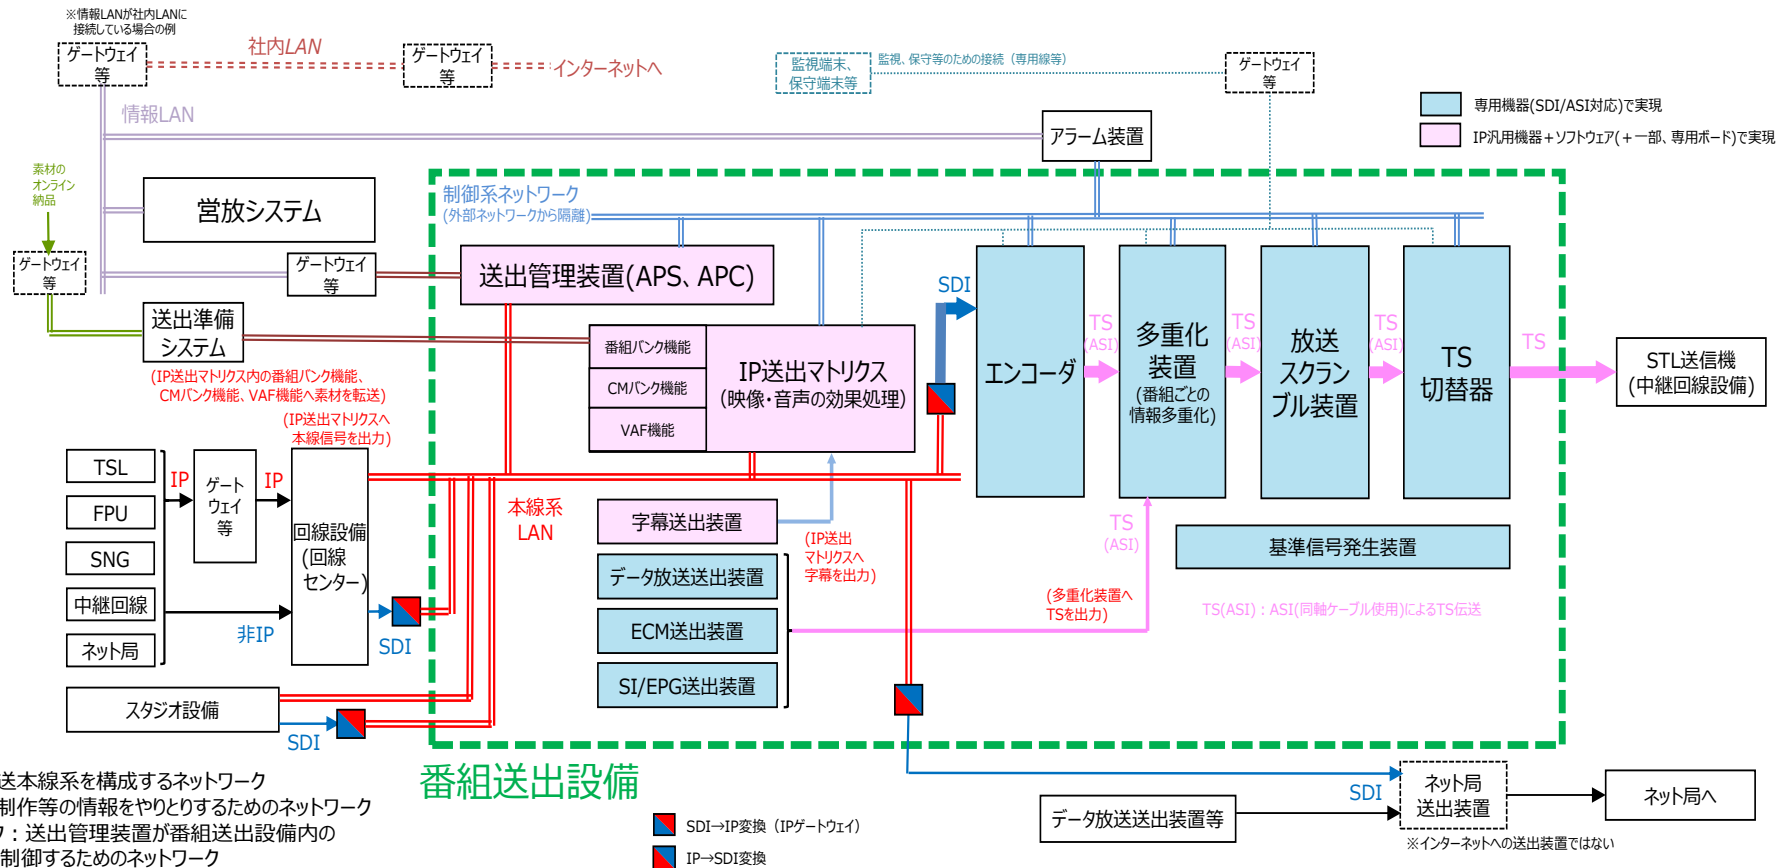 ※情報LANが社内LANに
接続している場合の例
ゲートウェイ
等
社内LAN
ゲートウェイ
等
インターネットへ
監視端末、
保守端末等
監視、保守等のための接続（専用線等）
ゲートウェイ
等
専用機器(SDI/ASI対応)で実現
IP汎用機器＋ソフトウェア(＋一部、専用ボード)で実現
情報LAN
アラーム装置
素材の
オンライン
納品
営放システム
制御系ネットワーク
(外部ネットワークから隔離)
ゲートウェイ
等
ゲートウェイ
等
送出管理装置(APS、APC)
SDI
送出準備
システム
番組バンク機能
CMバンク機能
VAF機能
IP送出マトリクス
(映像・音声の効果処理)
エンコーダ
TS
(ASI)
多重化
装置
(番組ごとの
情報多重化)
TS
(ASI)
放送
スクラン
ブル装置
TS
(ASI)
TS
切替器
TS
STL送信機
(中継回線設備)
(IP送出マトリクス内の番組バンク機能、
CMバンク機能、VAF機能へ素材を転送)
(IP送出マトリクスへ
本線信号を出力)
TSL
FPU
SNG
中継回線
ネット局
IP
ゲート
ウェイ
等
IP
非IP
回線設備
(回線
センター)
SDI
本線系
LAN
字幕送出装置
(IP送出
マトリクスへ
字幕を出力)
データ放送送出装置
ECM送出装置
SI/EPG送出装置
TS
(ASI)
(多重化装置へ
TSを出力)
基準信号発生装置
TS(ASI)：ASI(同軸ケーブル使用)によるTS伝送
スタジオ設備
SDI
番組送出設備
送本線系を構成するネットワーク
制作等の情報をやりとりするためのネットワーク
ク：送出管理装置が番組送出設備内の
制御するためのネットワーク
SDI→IP変換（IPゲートウェイ）
IP→SDI変換
データ放送送出装置等
SDI
ネット局
送出装置
ネット局へ
※インターネットへの送出装置ではない